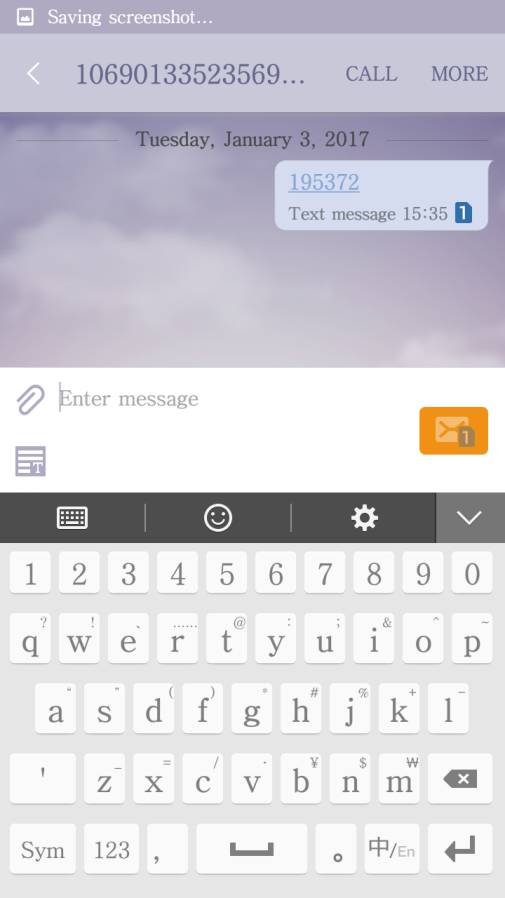 Saving screenshot...
10690133523569... CALL MORE
Tuesday, January 3, 2017
195372
Text message 15:35 1
Enter message
1
T
1 2 3 4 5 6 7 8 9 0
? ! 、 ...... @ : ; & ^ ~
q w e r t y u i o p
“ ” ( ) * # % + -
a s d f g h j k l
_ = / · ¥ $ ₩
' z x c v b n m
Sym 123 , 。 中/En